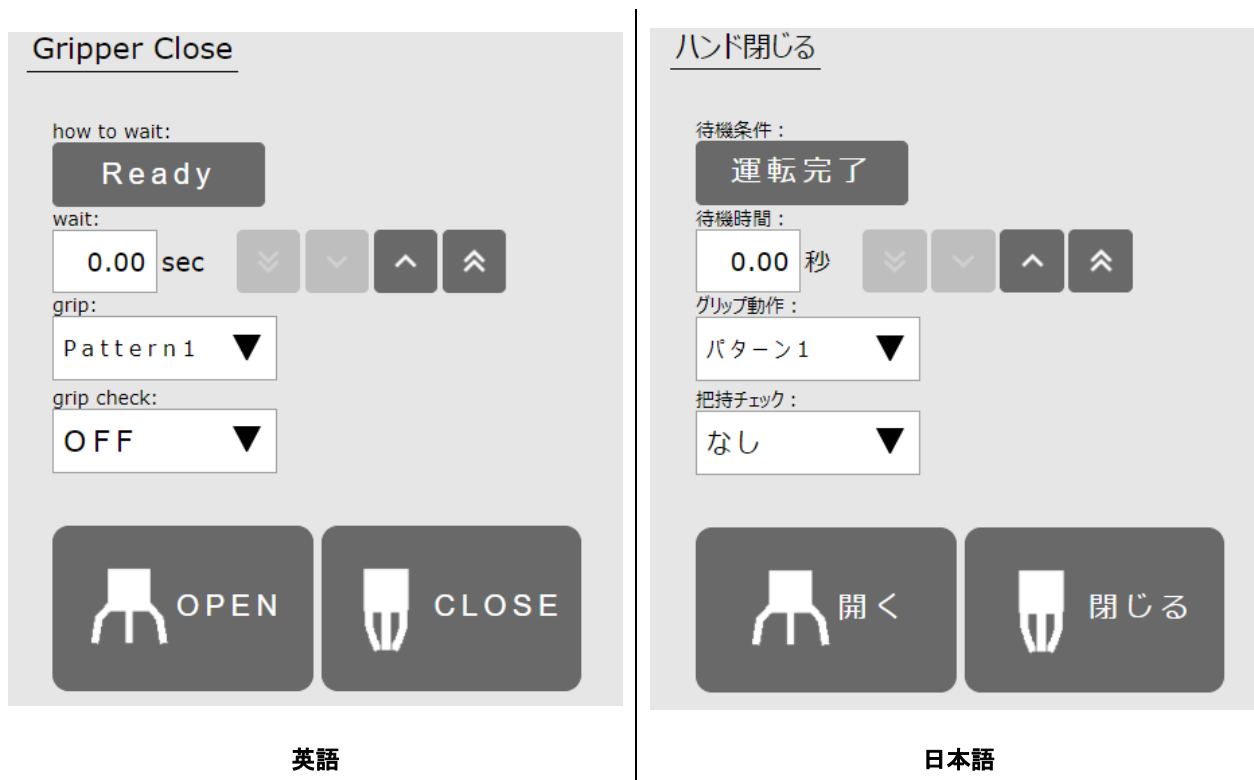 Gripper Close
how to wait:
Ready
wait:
0.00 sec
grip:
Pattern1
grip check:
OFF
OPEN
CLOSE
英語
ハンド閉じる
待機条件：
運転完了
待機時間：
0.00 秒
グリップ動作：
パターン1
把持チェック：
なし
開く
閉じる
日本語